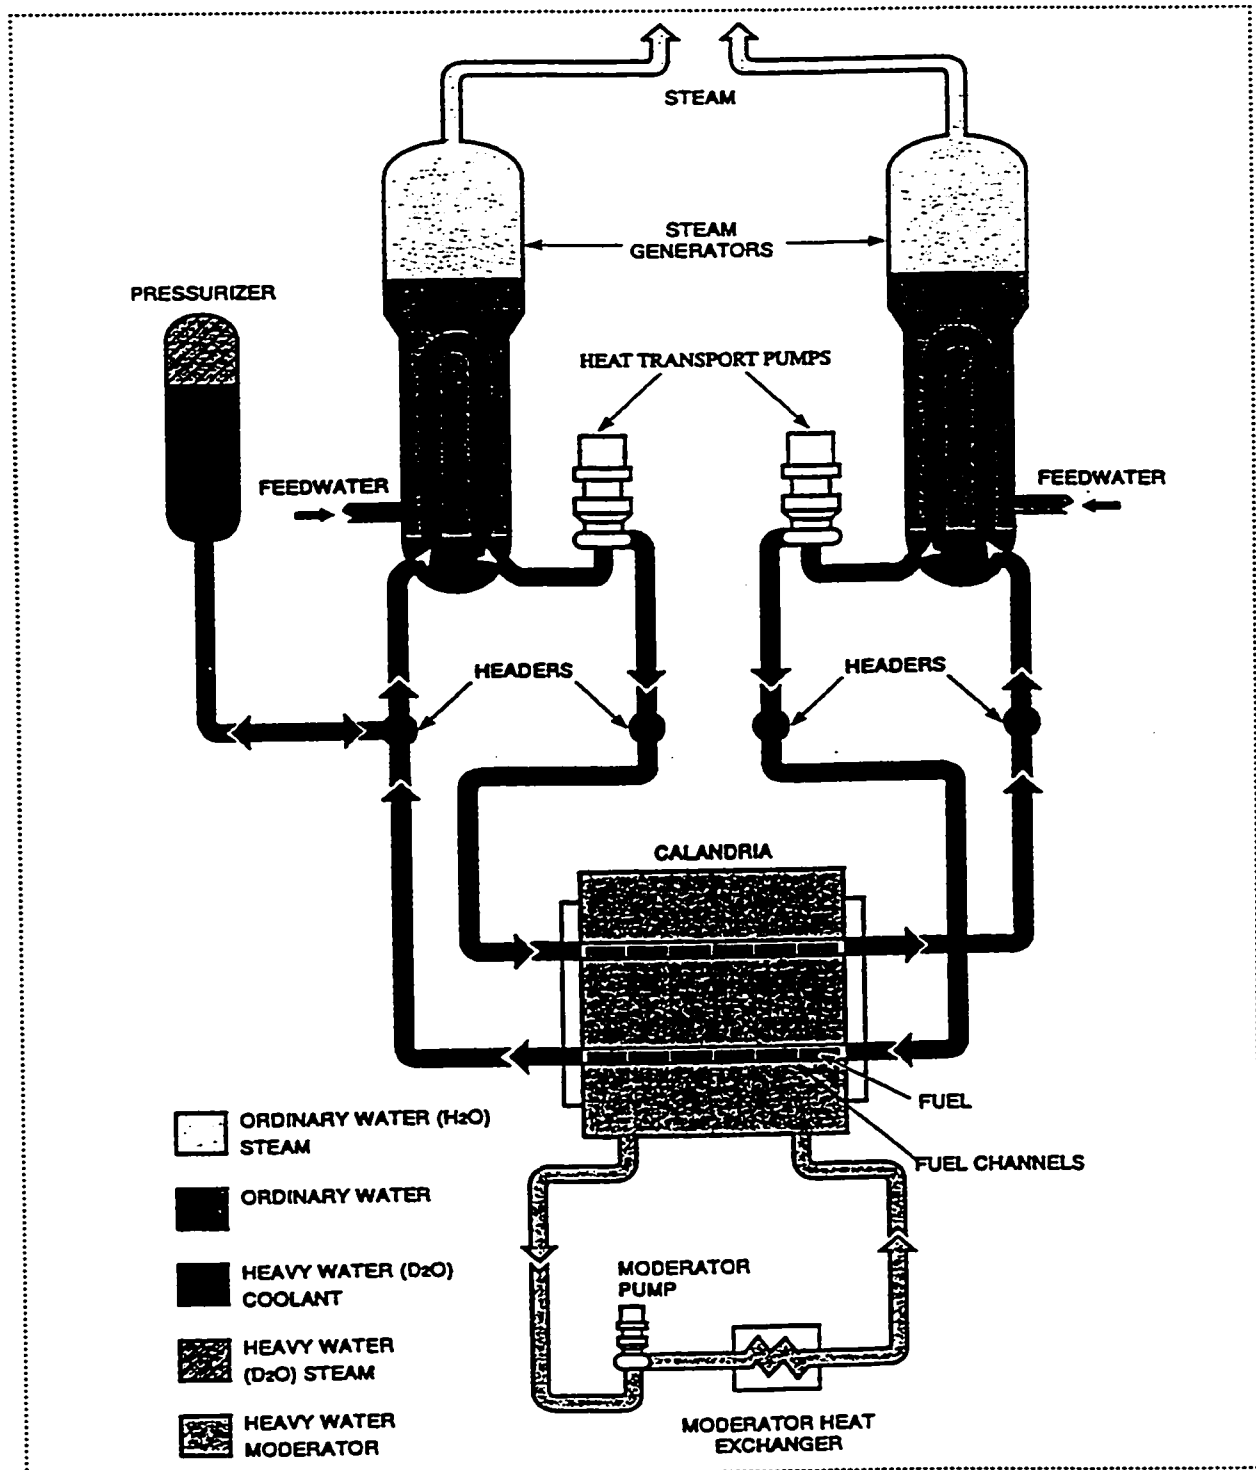 STEAM
STEAM
GENERATORS
PRESSURIZER
HEAT TRANSPORT PUMPS
FEEDWATER
FEEDWATER
HEADERS
HEADERS
CALANDRIA
FUEL
FUEL CHANNELS
ORDINARY WATER (H2O)
STEAM
ORDINARY WATER
HEAVY WATER (D2O)
COOLANT
HEAVY WATER
(D2O) STEAM
HEAVY WATER
MODERATOR
MODERATOR
PUMP
MODERATOR HEAT
EXCHANGER